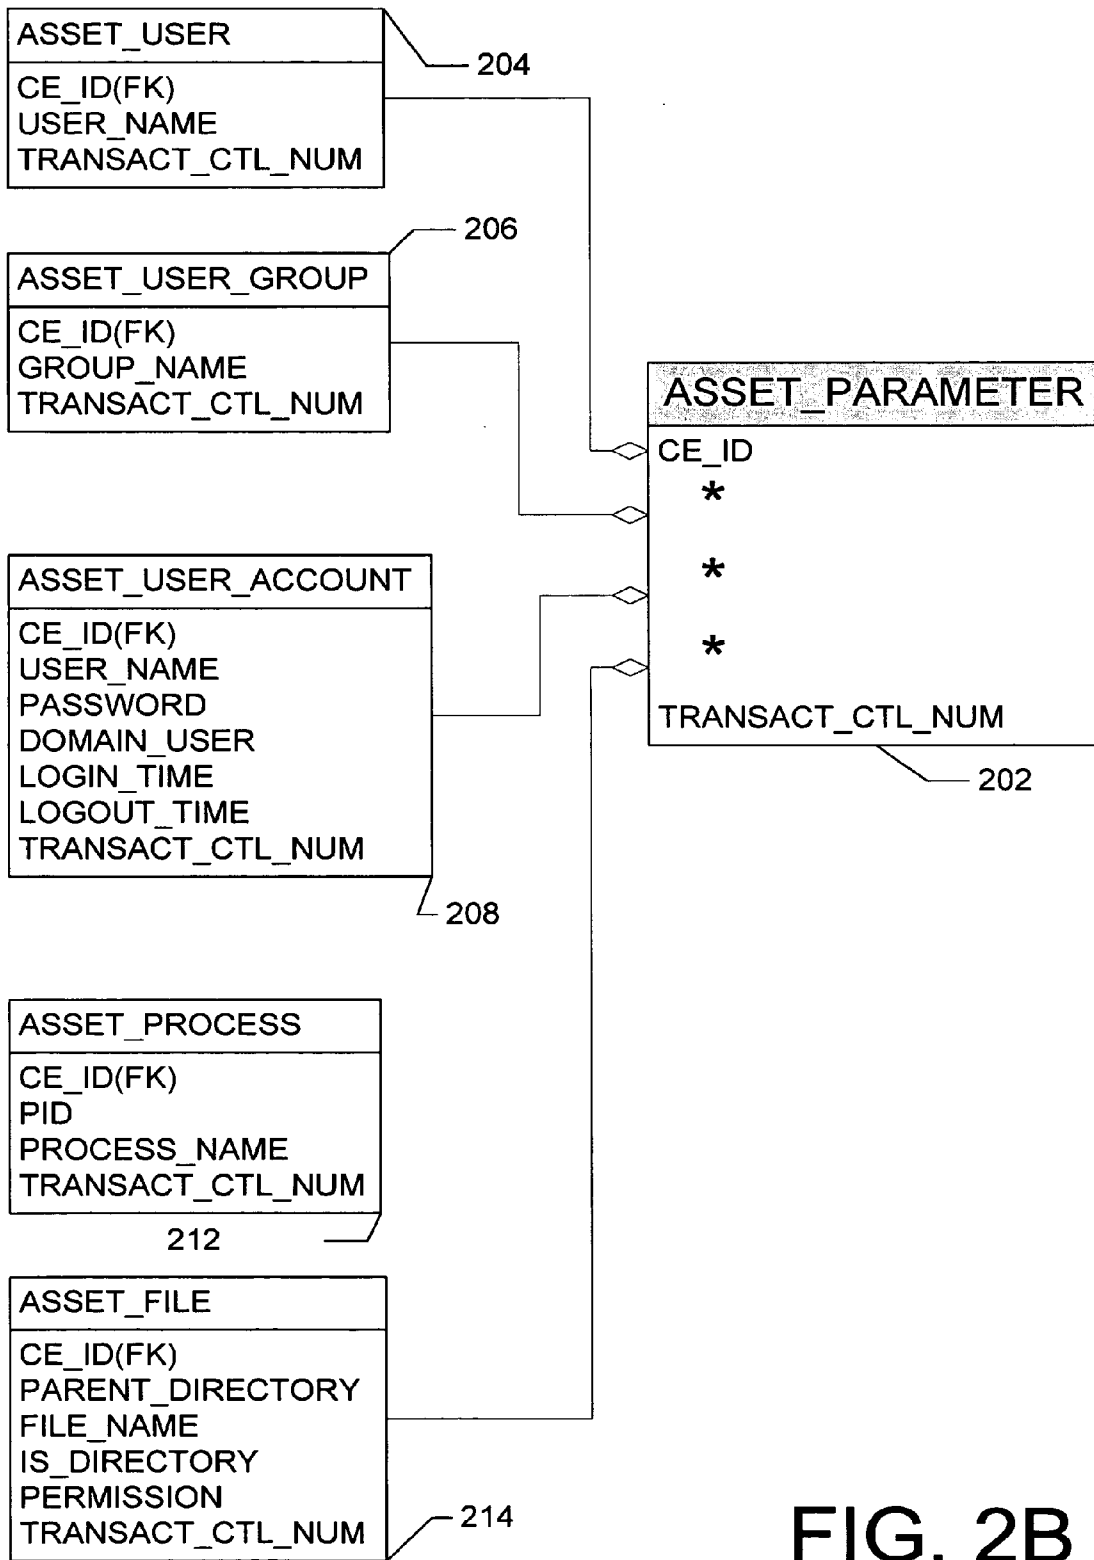 ASSET_USER
CE_ID(FK)
USER_NAME
TRANSACT_CTL_NUM
204
206
ASSET_USER_GROUP
CE_ID(FK)
GROUP_NAME
TRANSACT_CTL_NUM
ASSET_PARAMETER
CE_ID
*
*
*
TRANSACT_CTL_NUM
202
ASSET_USER_ACCOUNT
CE_ID(FK)
USER_NAME
PASSWORD
DOMAIN_USER
LOGIN_TIME
LOGOUT_TIME
TRANSACT_CTL_NUM
208
ASSET_PROCESS
CE_ID(FK)
PID
PROCESS_NAME
TRANSACT_CTL_NUM
212
ASSET_FILE
CE_ID(FK)
PARENT_DIRECTORY
FILE_NAME
IS_DIRECTORY
PERMISSION
TRANSACT_CTL_NUM
214
FIG. 2B